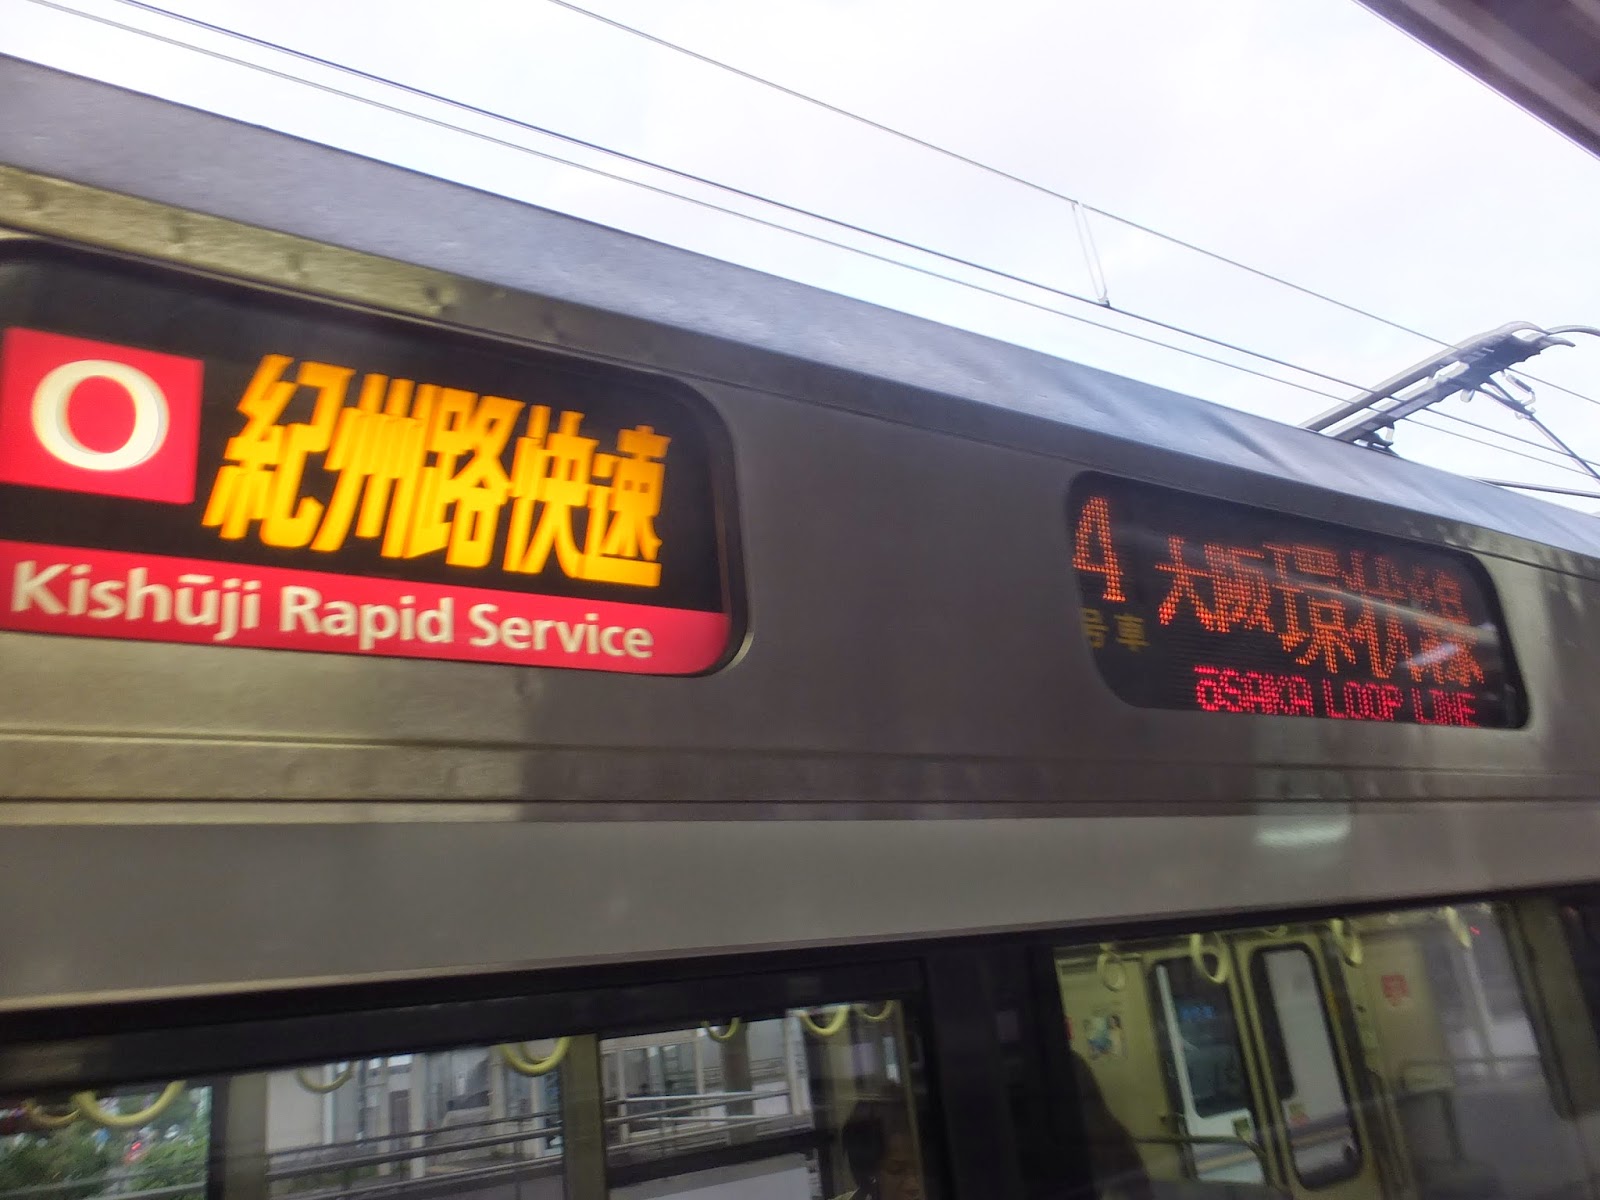 O 紀州路快速
Kishūji Rapid Service
4 大阪環状線
号車
OSAKA LOOP LINE